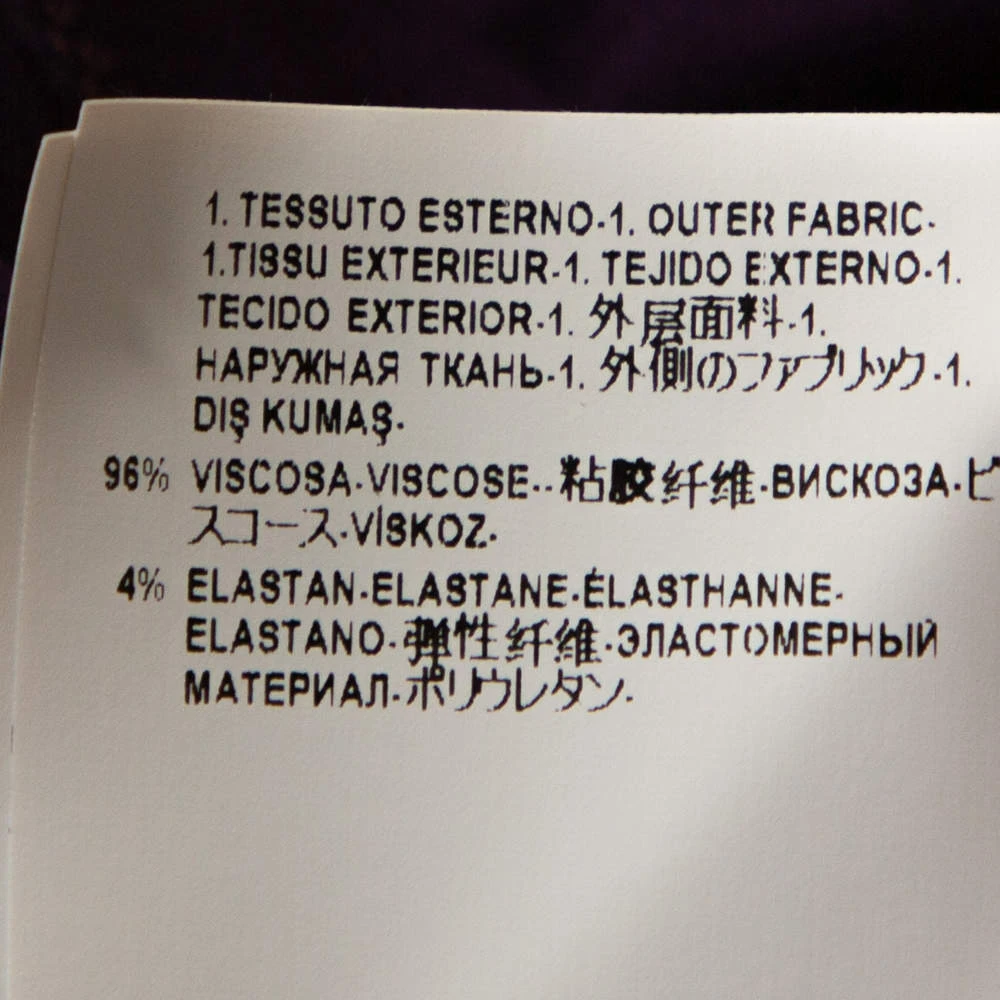 1. TESSUTO ESTERNO-1. OUTER FABRIC-
1.TISSU EXTERIEUR-1. TEJIDO EXTERNO-1.
TECIDO EXTERIOR-1. 外层面料-1.
НАРУЖНАЯ ТКАНЬ-1. 外側のファブリック-1.
DIŞ KUMAŞ-
96% VISCOSA-VISCOSE--粘胶纤维-ВИСКОЗА-ビ
スコース-VİSKOZ-
4% ELASTAN-ELASTANE-ÉLASTHANNE-
ELASTANO-弹性纤维-ЭЛАСТОМЕРНЫЙ
МАТЕРИАЛ-ポリウレタン-